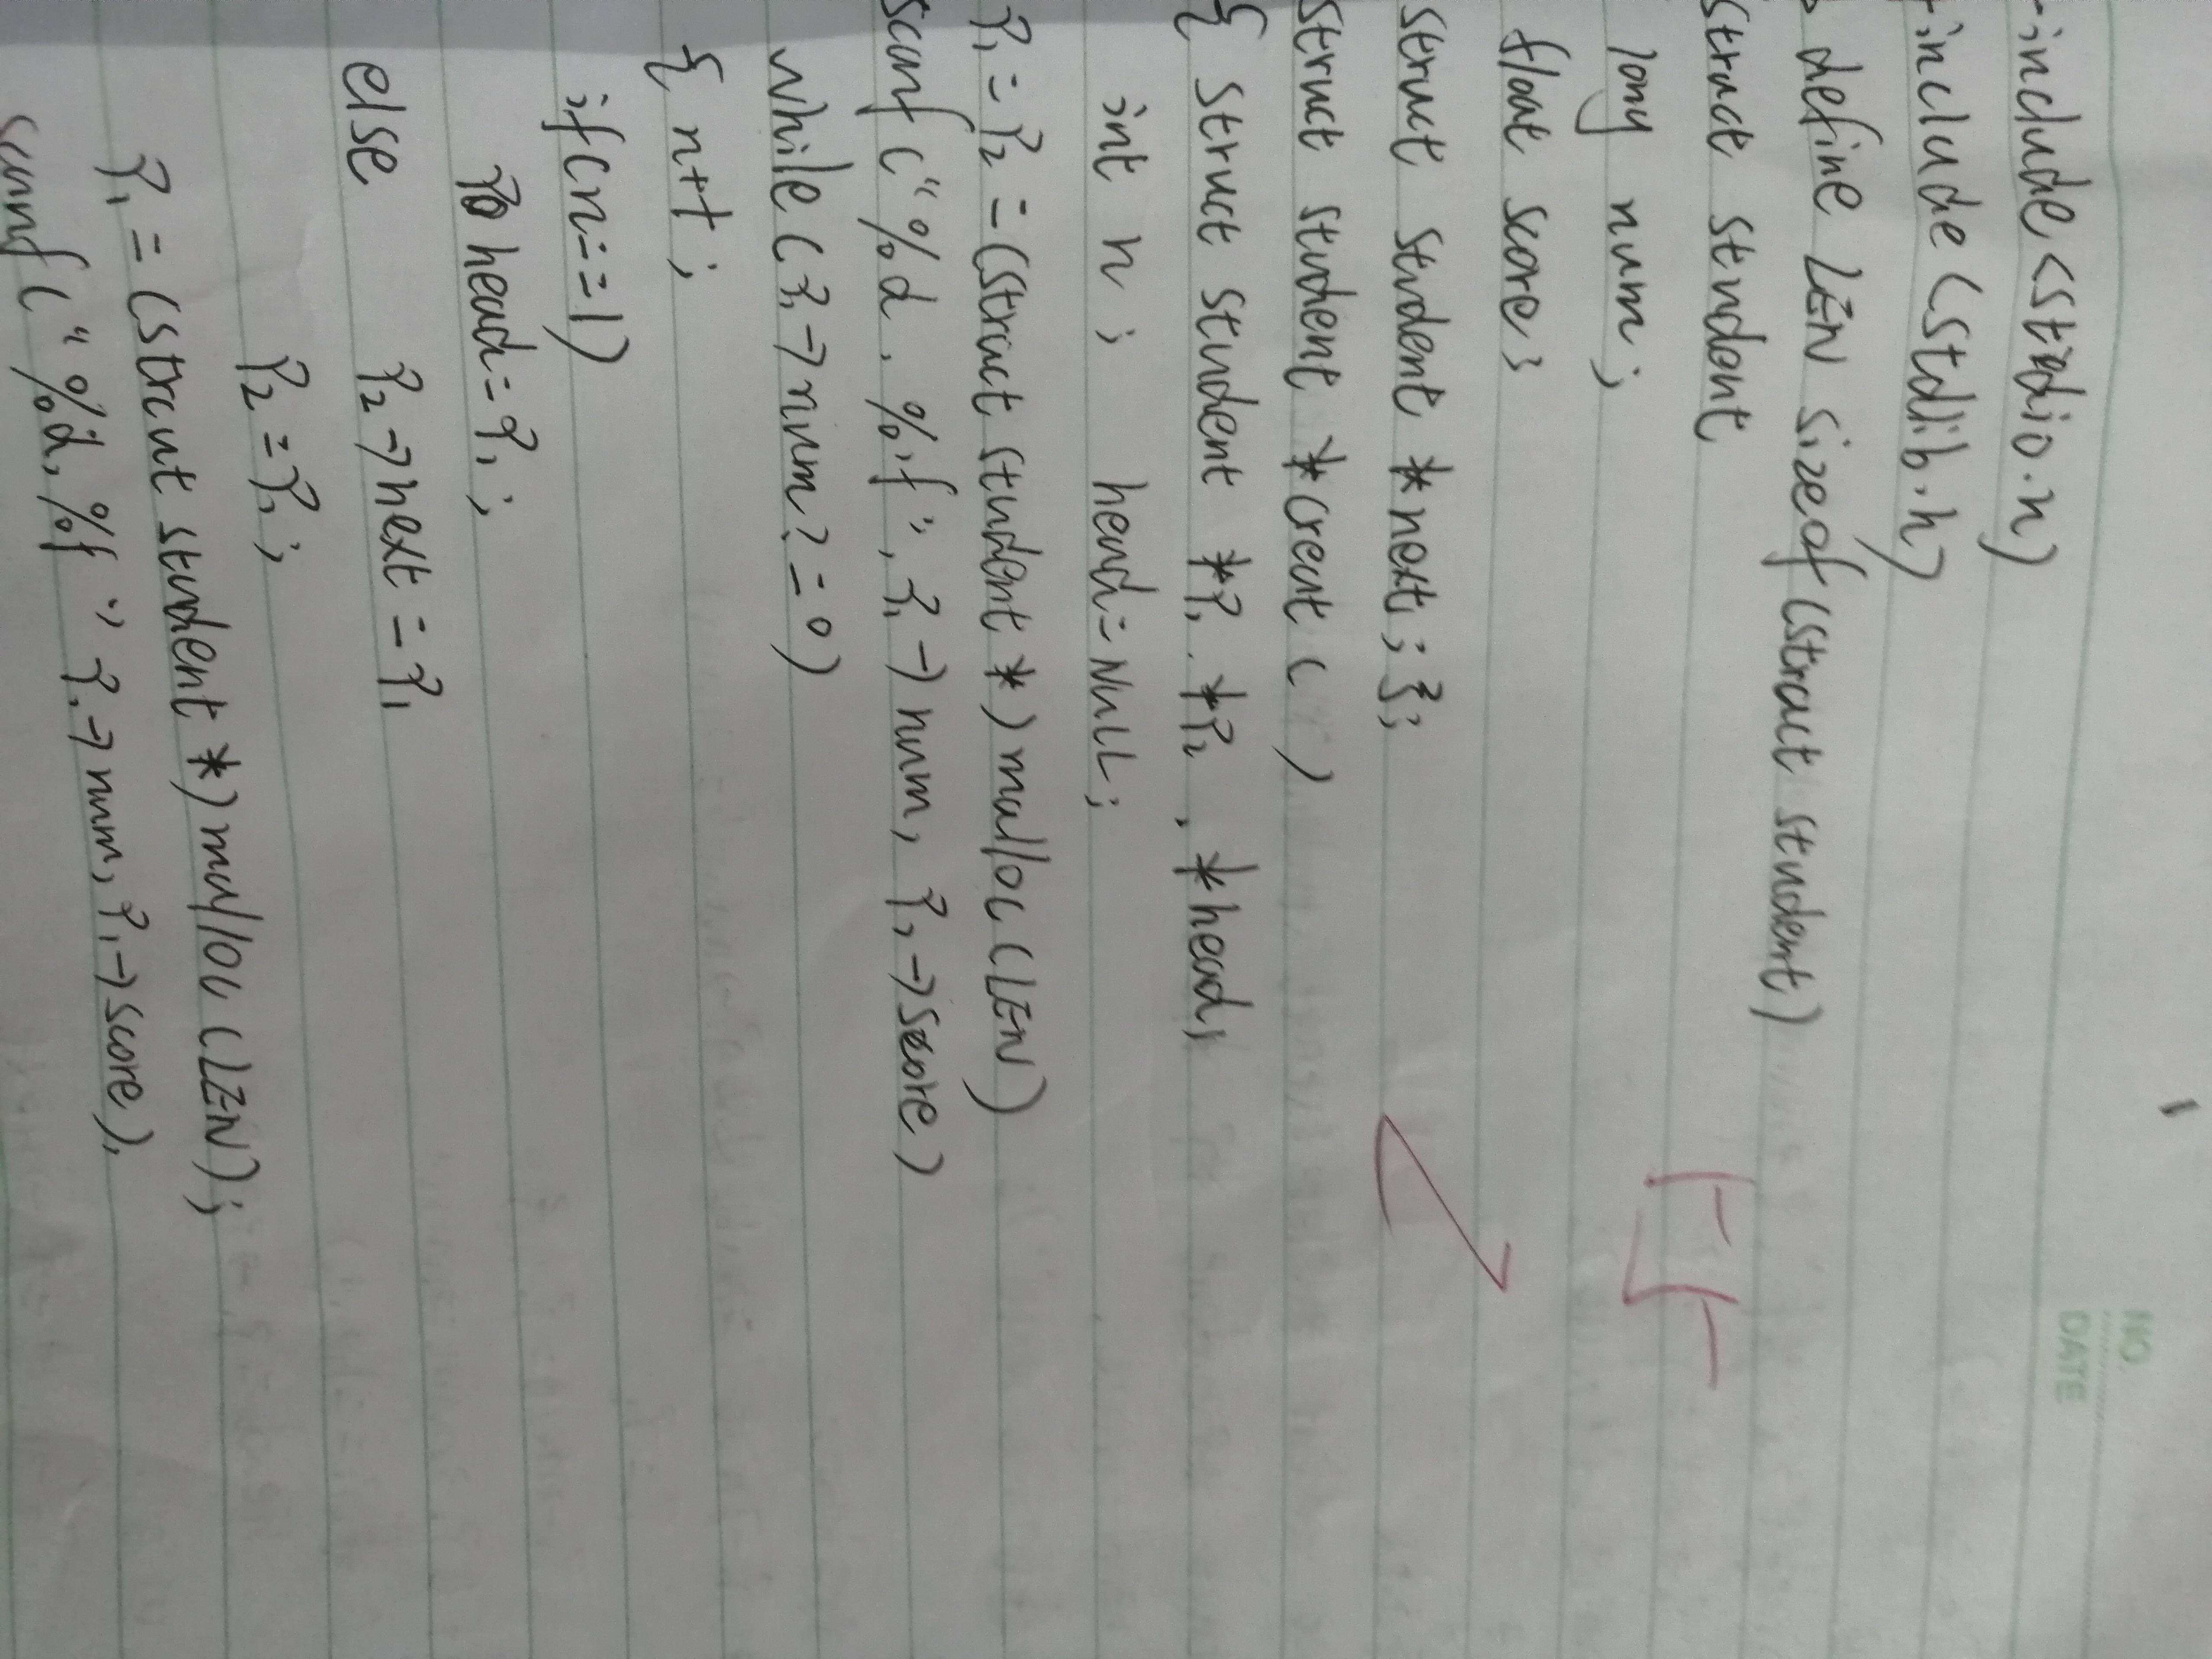 NO.
DATE
include<stdio.h)
include(stdlib.h)
define LEN sizeof(struct student)
struct student
long num;
float score;
struct student *next;};
struct student *creat ( )
{ struct student *P1. *P2 , *head,
int n; head=NULL;
P1=P2=(struct student *)malloc(LEN)
scanf("%d, %f", P1->num, P1->score)
while(P1->num?=0)
{ n++;
if(n==1)
head=P1;
else P2->next=P1
P2=P1;
P1=(struct student *)malloc(LEN);
scanf("%d,%f" P1->num,P1->score),